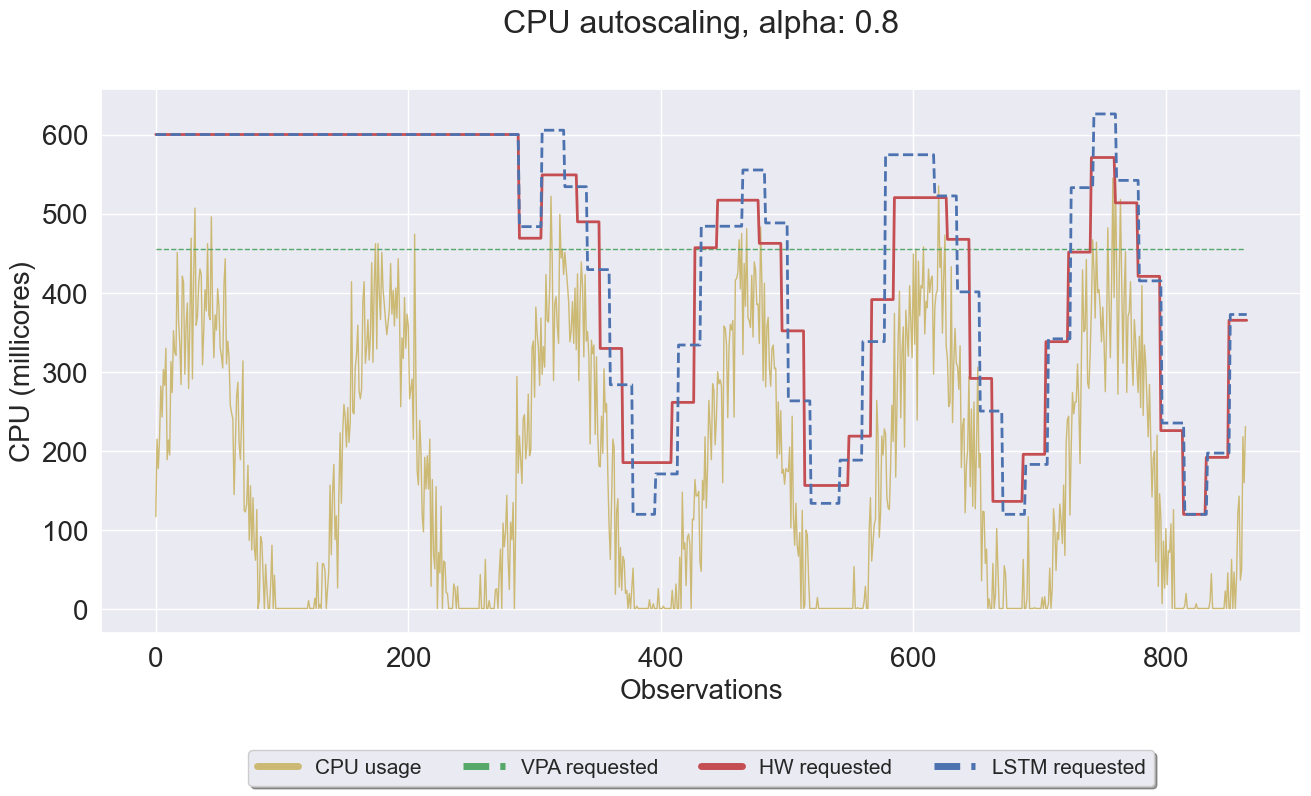 CPU autoscaling, alpha: 0.8
600
500
400
300
200
100
0
CPU (millicores)
0 200 400 600 800
Observations
CPU usage VPA requested HW requested LSTM requested